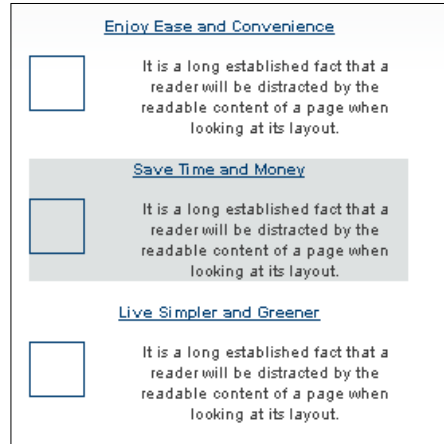 Enjoy Ease and Convenience
It is a long established fact that a
reader will be distracted by the
readable content of a page when
looking at its layout.
Save Time and Money
It is a long established fact that a
reader will be distracted by the
readable content of a page when
looking at its layout.
Live Simpler and Greener
It is a long established fact that a
reader will be distracted by the
readable content of a page when
looking at its layout.